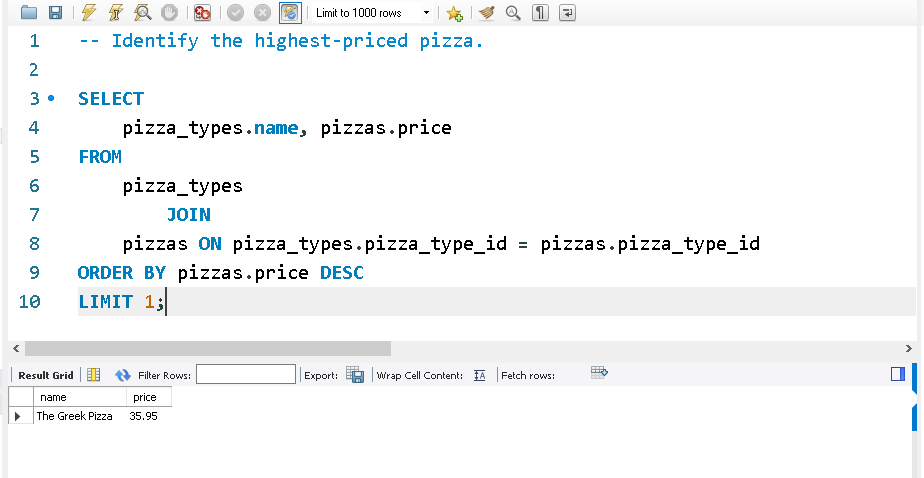 Limit to 1000 rows
1 -- Identify the highest-priced pizza.
2
3 SELECT
4 pizza_types.name, pizzas.price
5 FROM
6 pizza_types
7 JOIN
8 pizzas ON pizza_types.pizza_type_id = pizzas.pizza_type_id
9 ORDER BY pizzas.price DESC
10 LIMIT 1;
Result Grid Filter Rows: Export: Wrap Cell Content: Fetch rows:
name price
The Greek Pizza 35.95